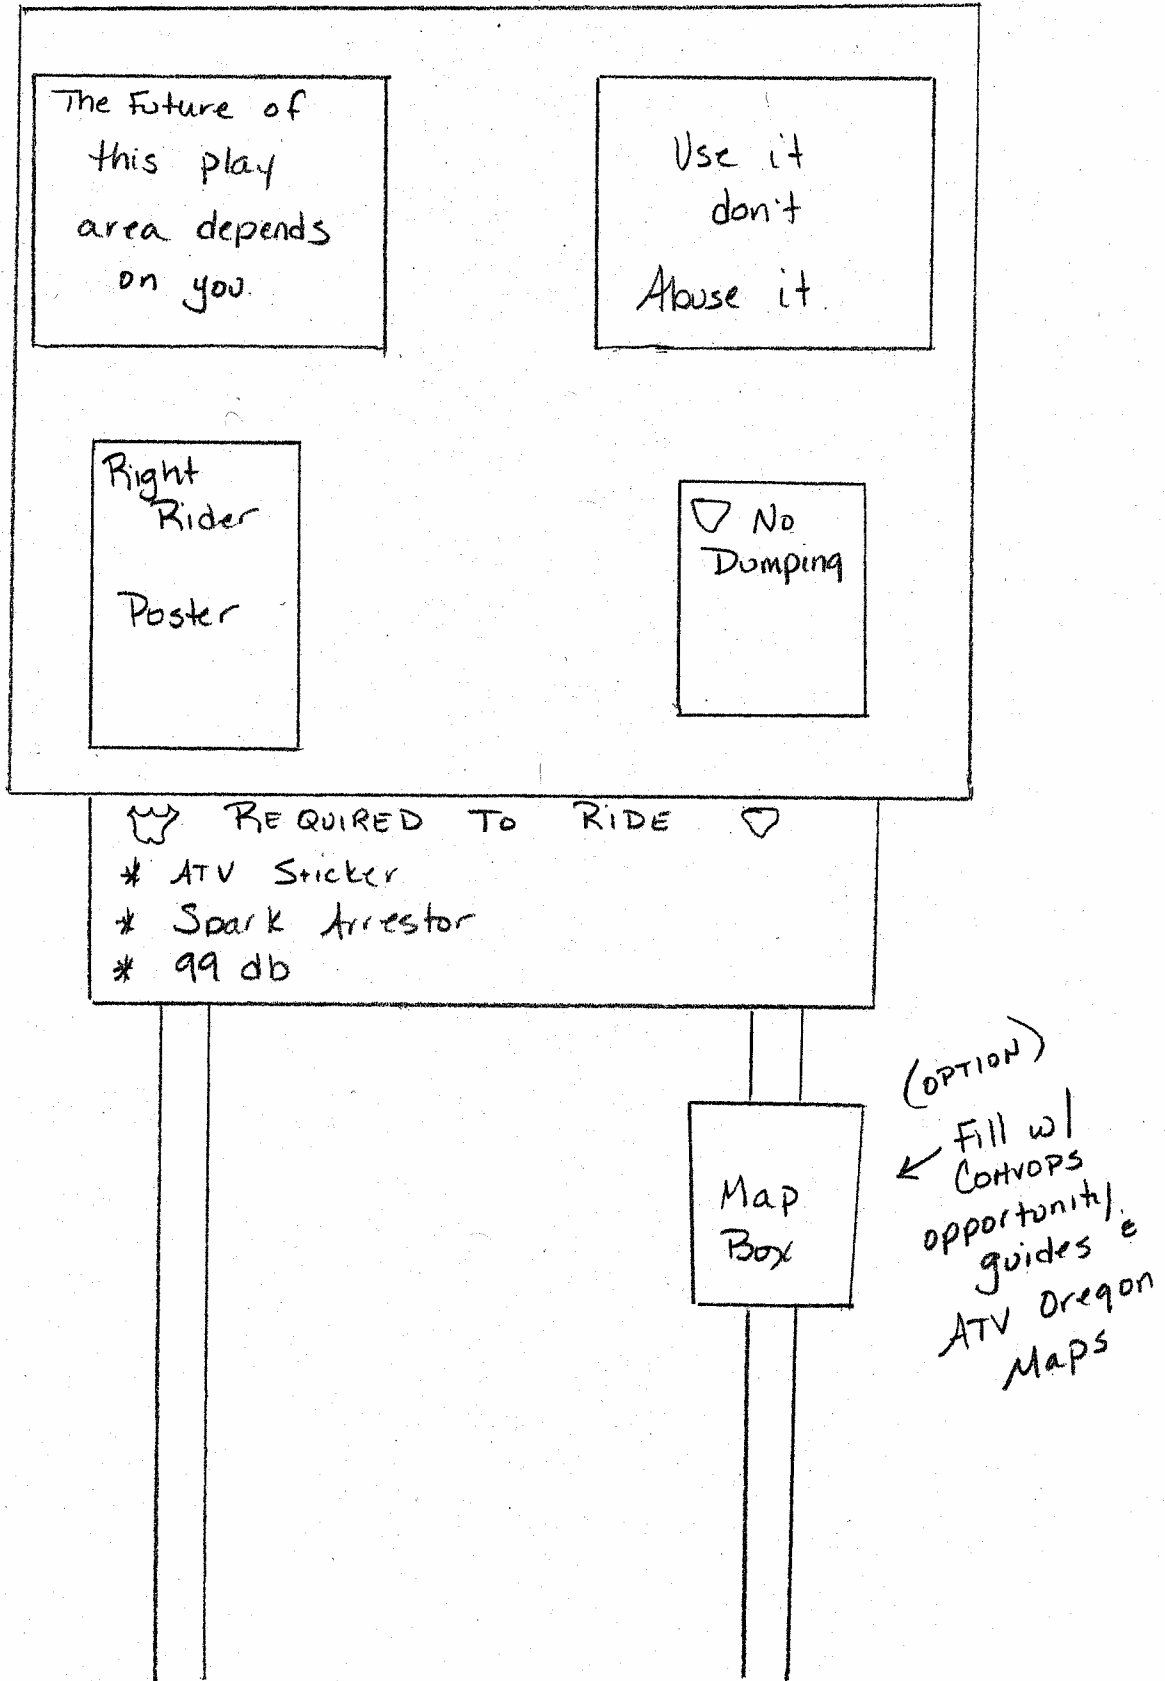 The Future of
this play
area depends
on you.
Use it
don't
Abuse it.
Right
Rider
Poster
No
Dumping
REQUIRED TO RIDE
* ATV Sticker
* Spark Arrestor
* 99 db
Map
Box
(OPTION)
Fill w/
COHVOPS
opportunity
guides &
ATV Oregon
Maps